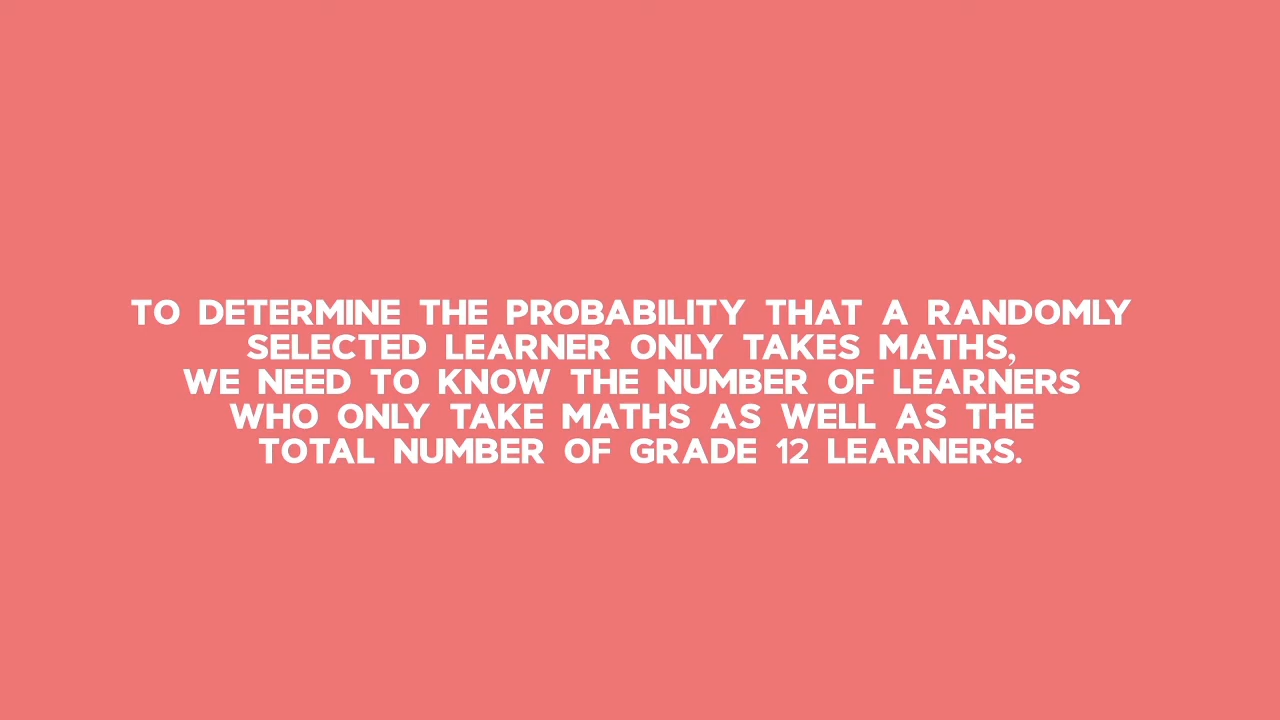 TO DETERMINE THE PROBABILITY THAT A RANDOMLY
SELECTED LEARNER ONLY TAKES MATHS,
WE NEED TO KNOW THE NUMBER OF LEARNERS
WHO ONLY TAKE MATHS AS WELL AS THE
TOTAL NUMBER OF GRADE 12 LEARNERS.